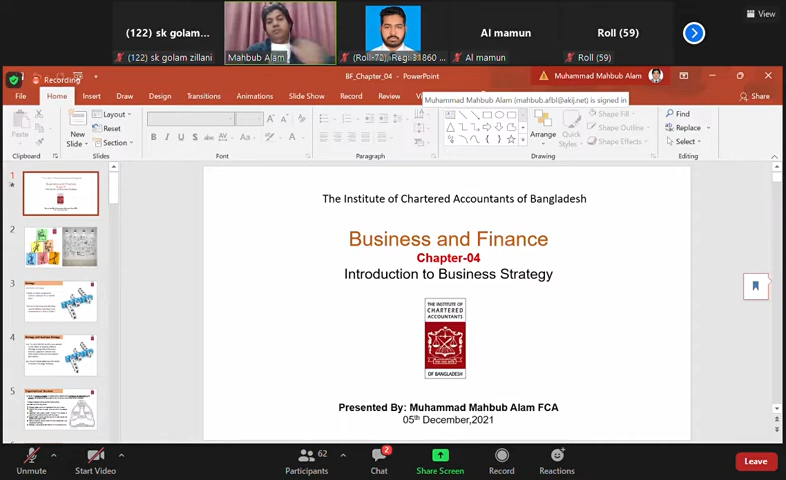 View
(122) sk golam...
Al mamun
Roll (59)
(122) sk golam zillani
Mahbub Alam
Al mamun
Roll (59)
Recording
BF_Chapter_04 - PowerPoint
Muhammad Mahbub Alam
File
Home
Insert
Draw
Design
Transitions
Animations
Slide Show
Record
Review
Muhammad Mahbub Alam (mahbub.afbl@akij.net) is signed in
Share
Paste
New
Slide
Layout
Reset
Section
B I U S
Arrange
Quick
Styles
Shape Fill
Shape Outline
Shape Effects
Find
Replace
Select
Clipboard
Slides
Font
Paragraph
Drawing
Editing
1
2
3
4
5
The Institute of Chartered Accountants of Bangladesh
Business and Finance
Chapter-04
Introduction to Business Strategy
THE INSTITUTE OF
CHARTERED
ACCOUNTANTS
OF BANGLADESH
Presented By: Muhammad Mahbub Alam FCA
05th December,2021
Unmute
Start Video
62
Participants
2
Chat
Share Screen
Record
Reactions
Leave